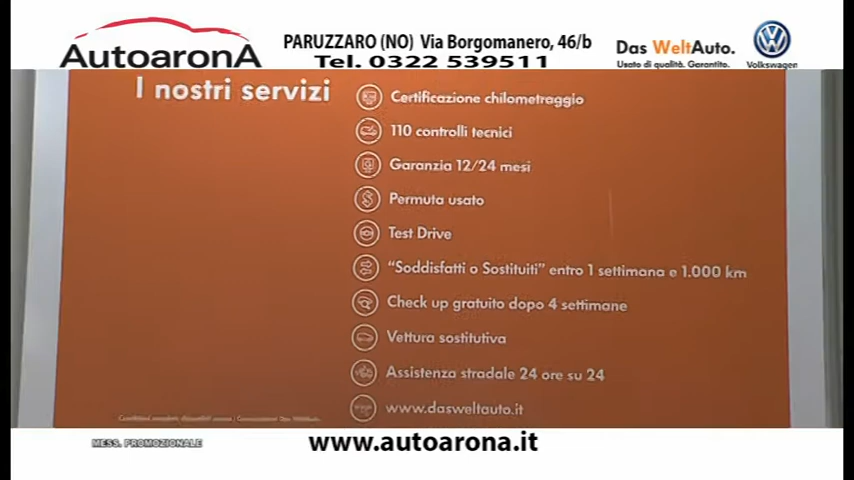 AutoaronA
PARUZZARO (NO) Via Borgomanero, 46/b
Tel. 0322 539511
Das WeltAuto.
Usato di qualità. Garantito.
Volkswagen
I nostri servizi
Certificazione chilometraggio
110 controlli tecnici
Garanzia 12/24 mesi
Permuta usato
Test Drive
“Soddisfatti o Sostituiti” entro 1 settimana e 1.000 km
Check up gratuito dopo 4 settimane
Vettura sostitutiva
Assistenza stradale 24 ore su 24
www.dasweltauto.it
MESS. PROMOZIONALE
www.autoarona.it